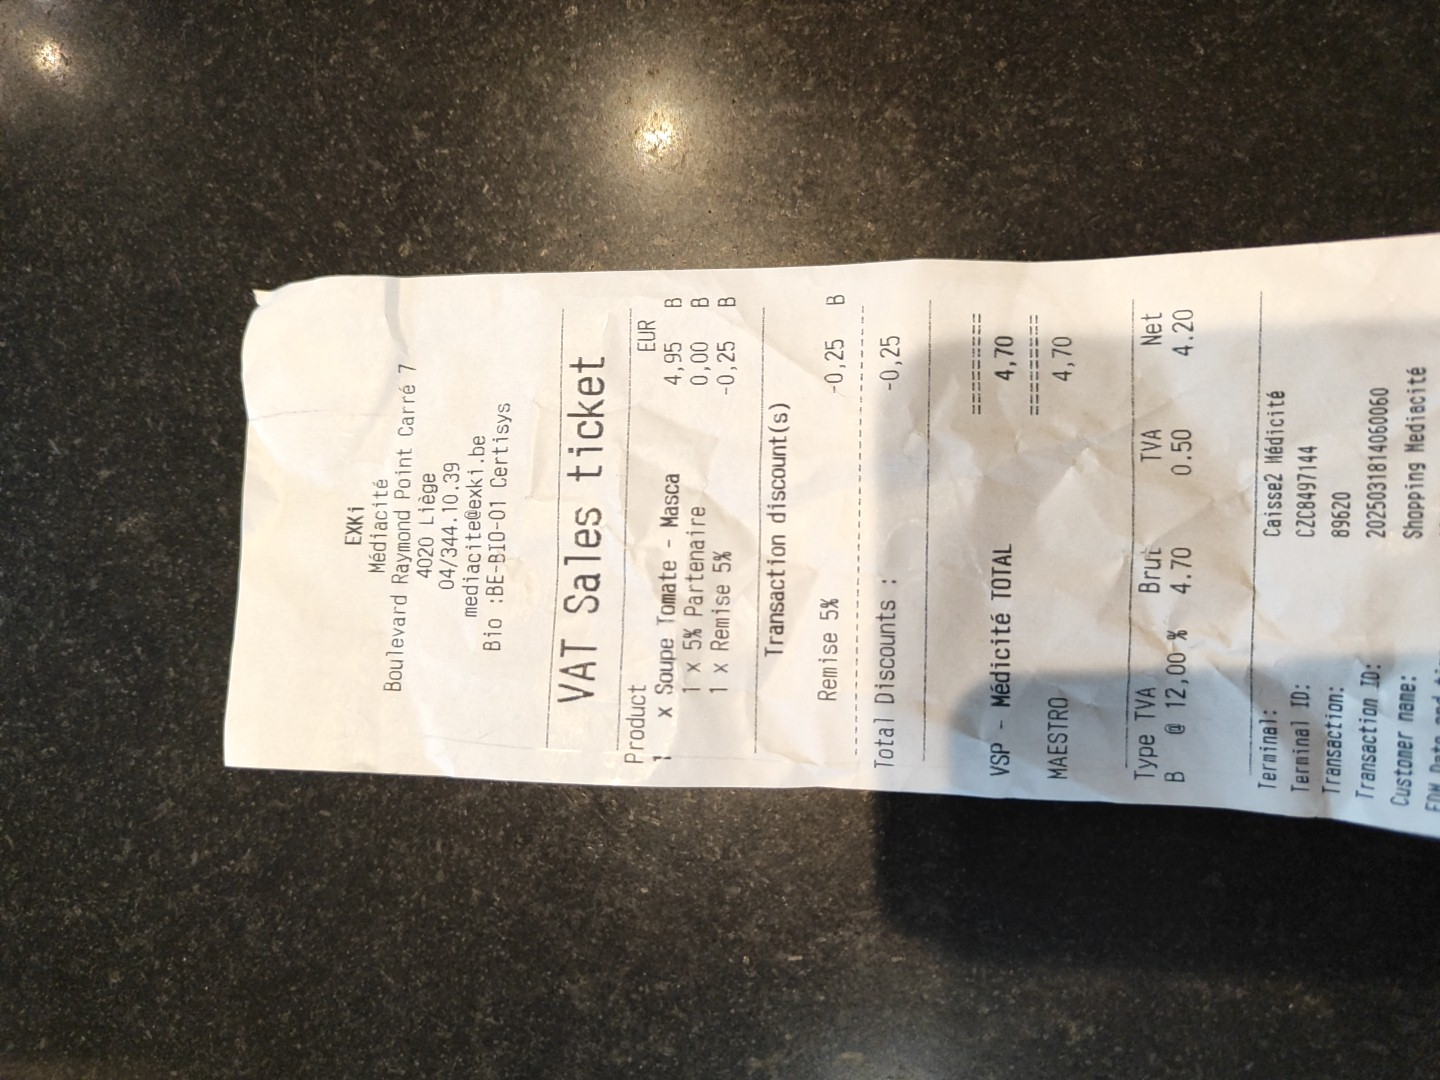 EXKi
Médiacité
Boulevard Raymond Point Carré 7
4020 Liège
04/344.10.39
mediacite@exki.be
Bio :BE-BIO-01 Certisys
VAT Sales ticket
Product EUR
1 x Soupe Tomate - Masca 4,95 B
1 x 5% Partenaire 0,00 B
1 x Remise 5% -0,25 B
Transaction discount(s)
Remise 5% -0,25 B
Total Discounts : -0,25
=========
VSP - Médicité TOTAL 4,70
=========
MAESTRO 4,70
Type TVA Brut TVA Net
B @ 12,00 % 4.70 0.50 4.20
Terminal: Caisse2 Médicité
Terminal ID: CZC8497144
Transaction: 89620
Transaction ID: 20250318140600​60
Customer name: Shopping Mediacité